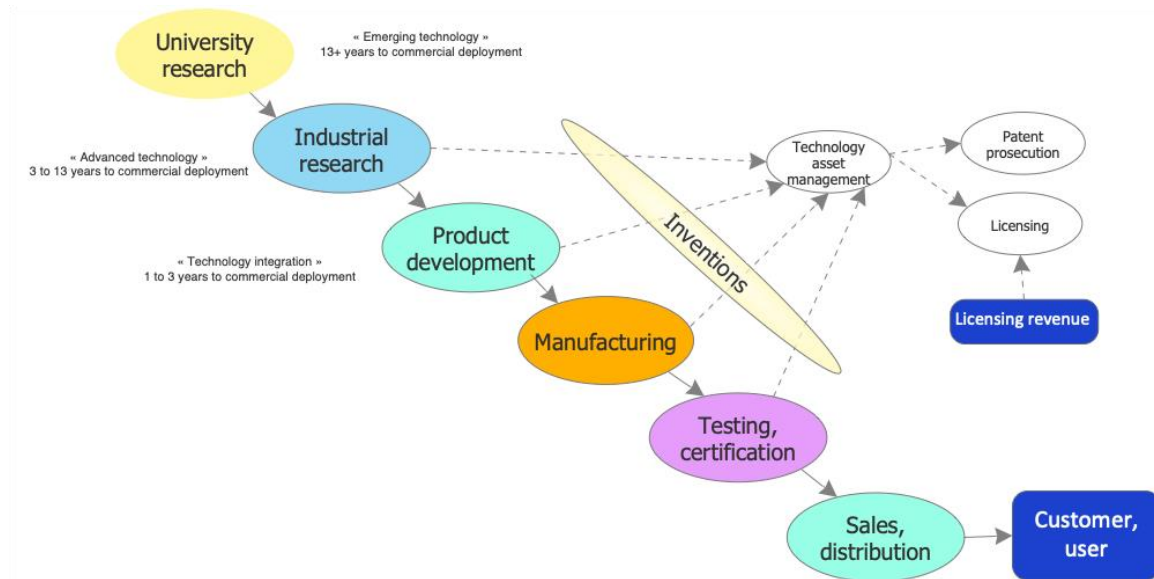 University
research
« Emerging technology »
13+ years to commercial deployment
Industrial
research
« Advanced technology »
3 to 13 years to commercial deployment
Technology
asset
management
Patent
prosecution
Licensing
Product
development
« Technology integration »
1 to 3 years to commercial deployment
Inventions
Licensing revenue
Manufacturing
Testing,
certification
Sales,
distribution
Customer,
user